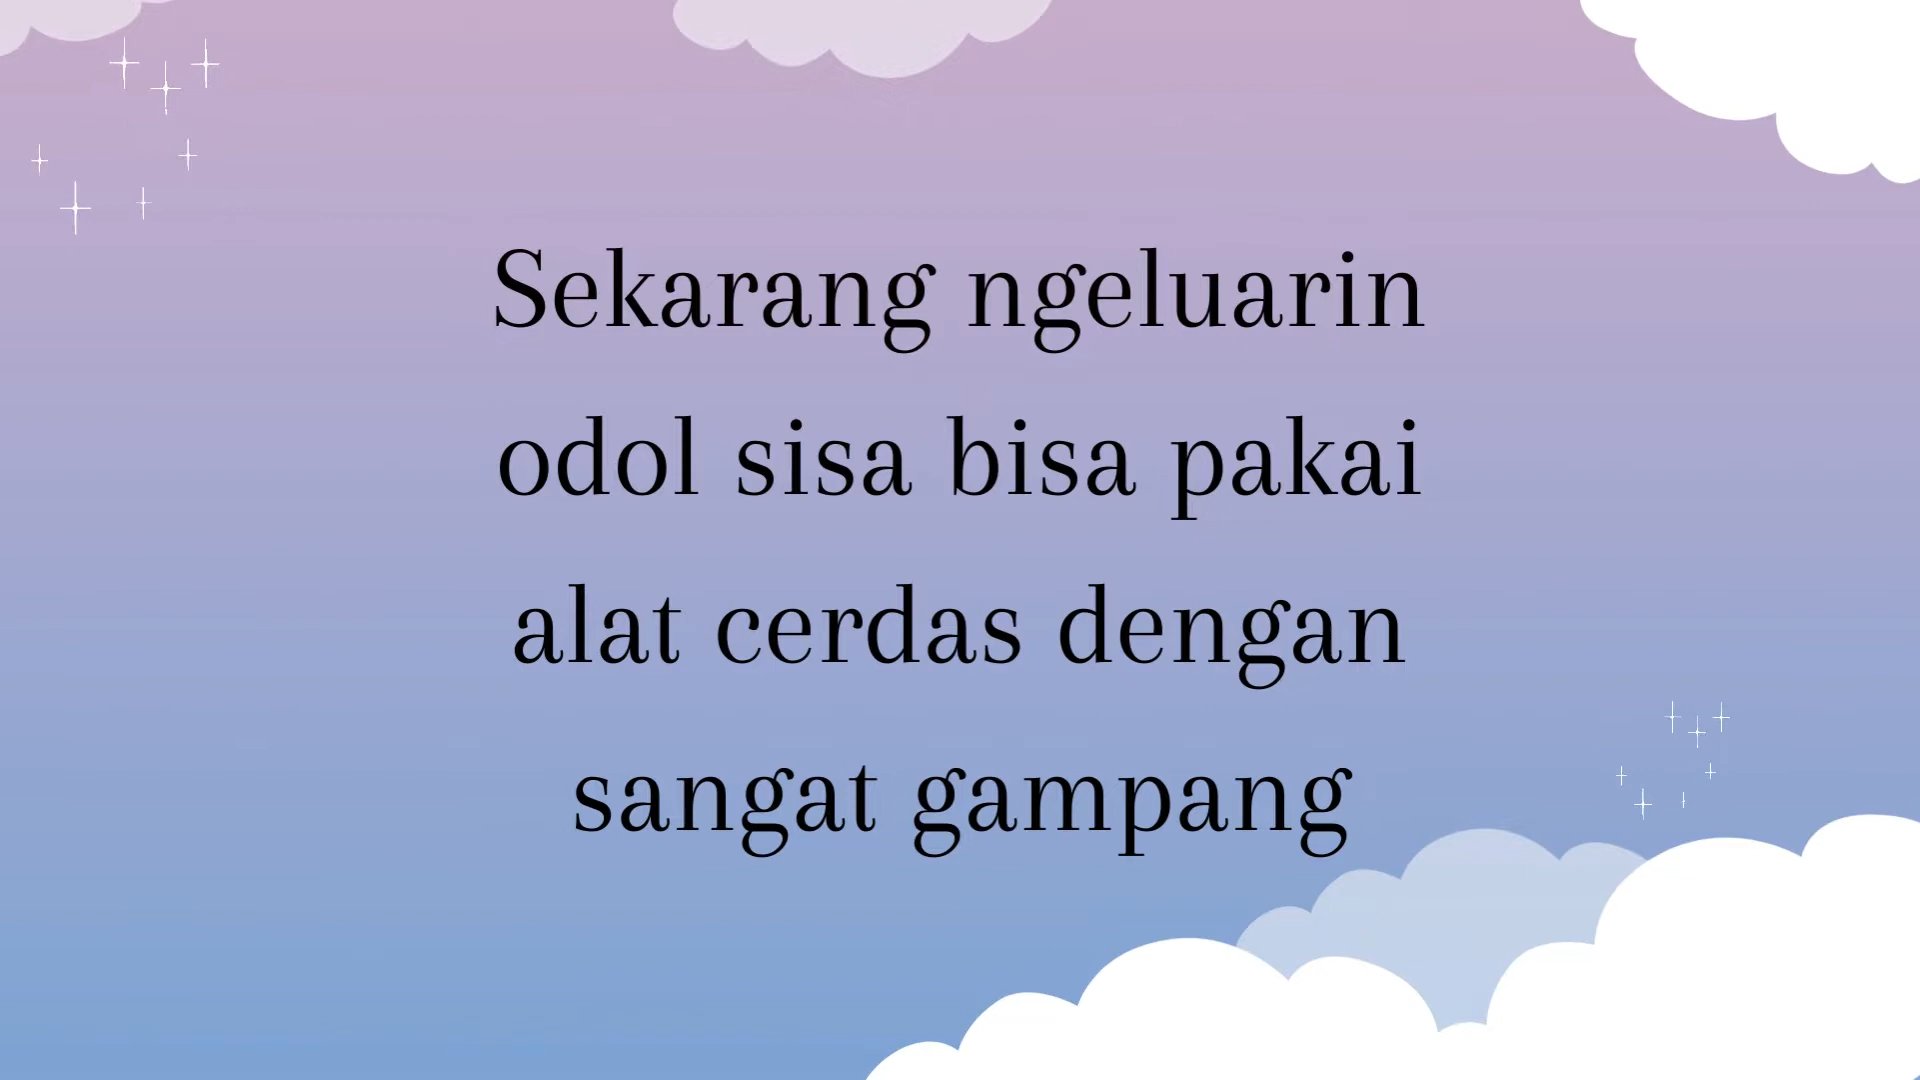 Sekarang ngeluarin
odol sisa bisa pakai
alat cerdas dengan
sangat gampang